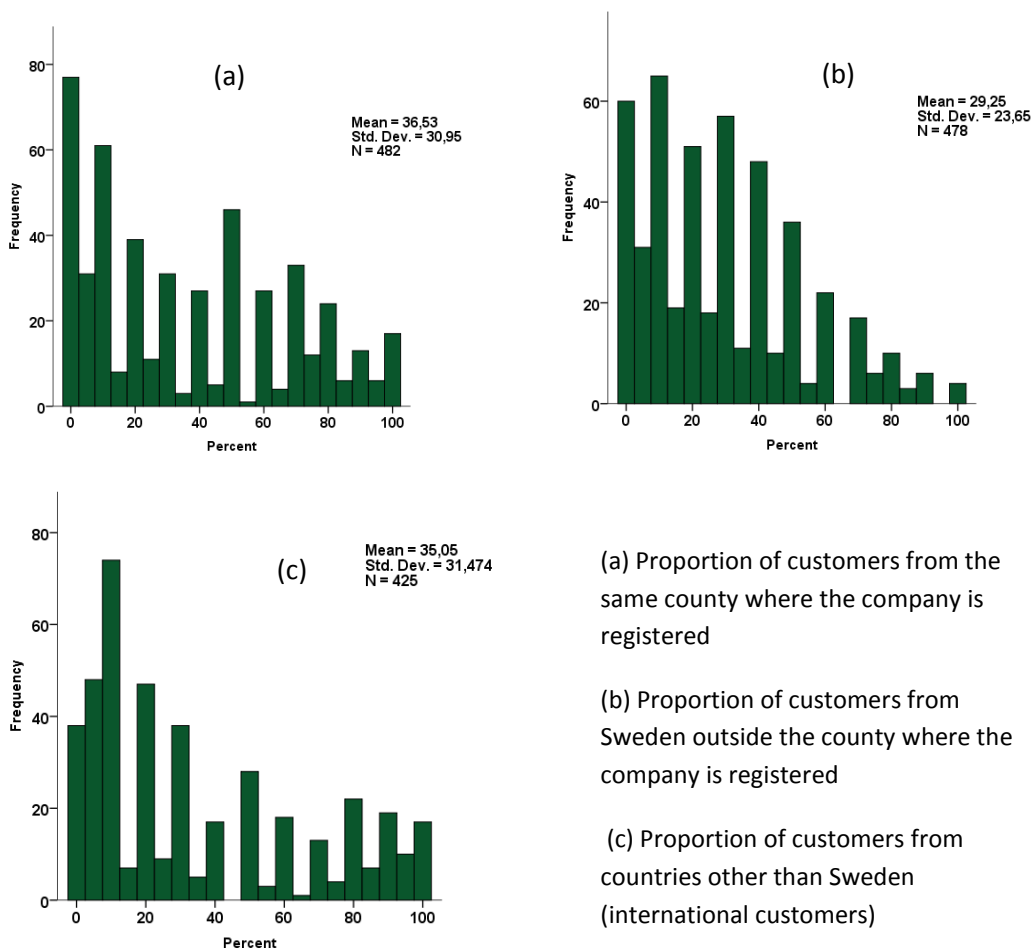 (a)
Mean = 36,53
Std. Dev. = 30,95
N = 482
80
60
40
20
0
Frequency
0 20 40 60 80 100
Percent
(b)
Mean = 29,25
Std. Dev. = 23,65
N = 478
60
40
20
0
Frequency
0 20 40 60 80 100
Percent
(c)
Mean = 35,05
Std. Dev. = 31,474
N = 425
80
60
40
20
0
Frequency
0 20 40 60 80 100
Percent
(a) Proportion of customers from the
same county where the company is
registered
(b) Proportion of customers from
Sweden outside the county where the
company is registered
(c) Proportion of customers from
countries other than Sweden
(international customers)